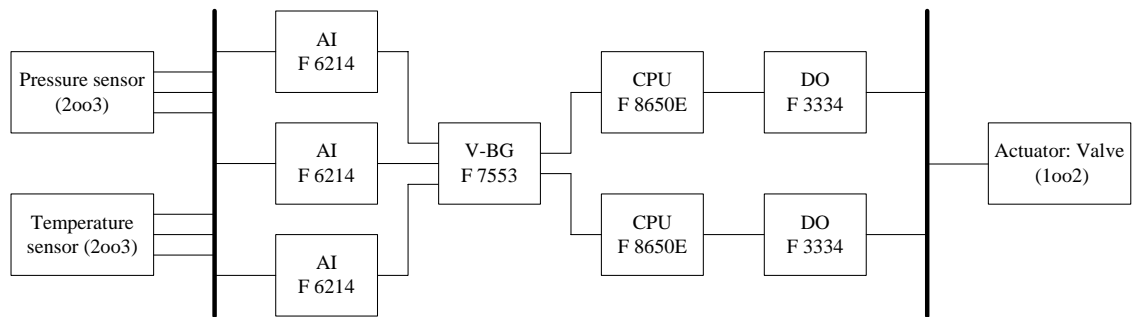 Pressure sensor
(2oo3)
Temperature
sensor (2oo3)
AI
F 6214
AI
F 6214
AI
F 6214
V-BG
F 7553
CPU
F 8650E
DO
F 3334
CPU
F 8650E
DO
F 3334
Actuator: Valve
(1oo2)